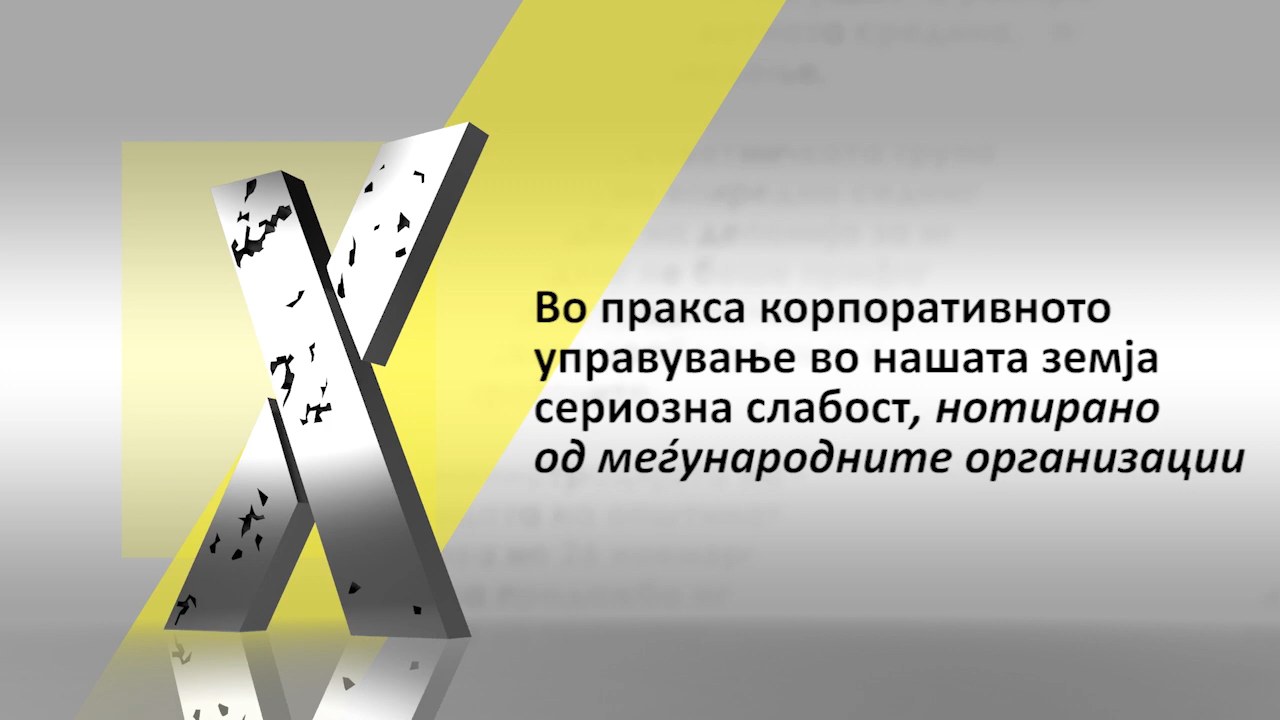 Во пракса корпоративното
управување во нашата земја
сериозна слабост, нотирано
од меѓународните организации